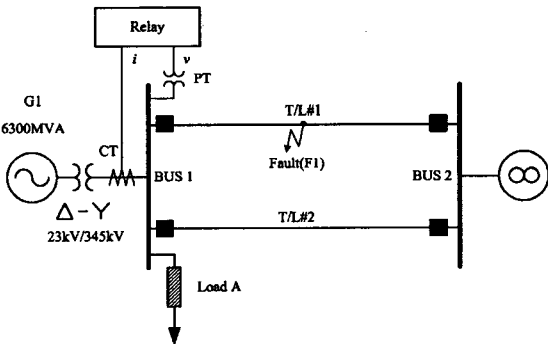 Relay
i
v
PT
G1
6300MVA
CT
T/L#1
Fault(F1)
BUS 1
BUS 2
Δ – Y
23kV/345kV
T/L#2
Load A